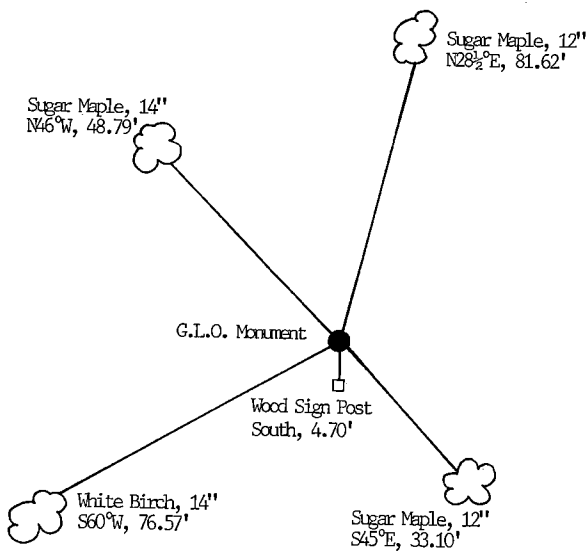 Sugar Maple, 12"
N28½°E, 81.62'
Sugar Maple, 14"
N46°W, 48.79'
G.L.O. Monument
Wood Sign Post
South, 4.70'
White Birch, 14"
S60°W, 76.57'
Sugar Maple, 12"
S45°E, 33.10'